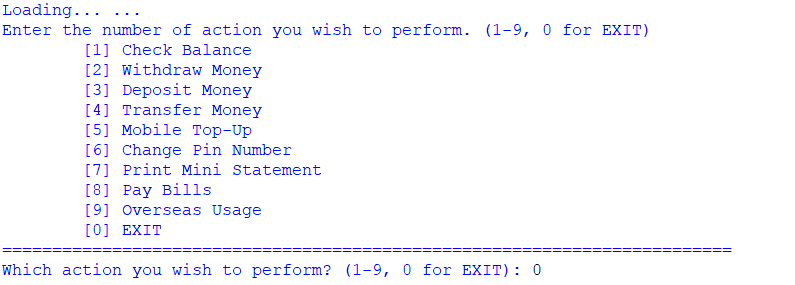 Loading... ...
Enter the number of action you wish to perform. (1-9, 0 for EXIT)
[1] Check Balance
[2] Withdraw Money
[3] Deposit Money
[4] Transfer Money
[5] Mobile Top-Up
[6] Change Pin Number
[7] Print Mini Statement
[8] Pay Bills
[9] Overseas Usage
[0] EXIT
=========================================================================
Which action you wish to perform? (1-9, 0 for EXIT): 0